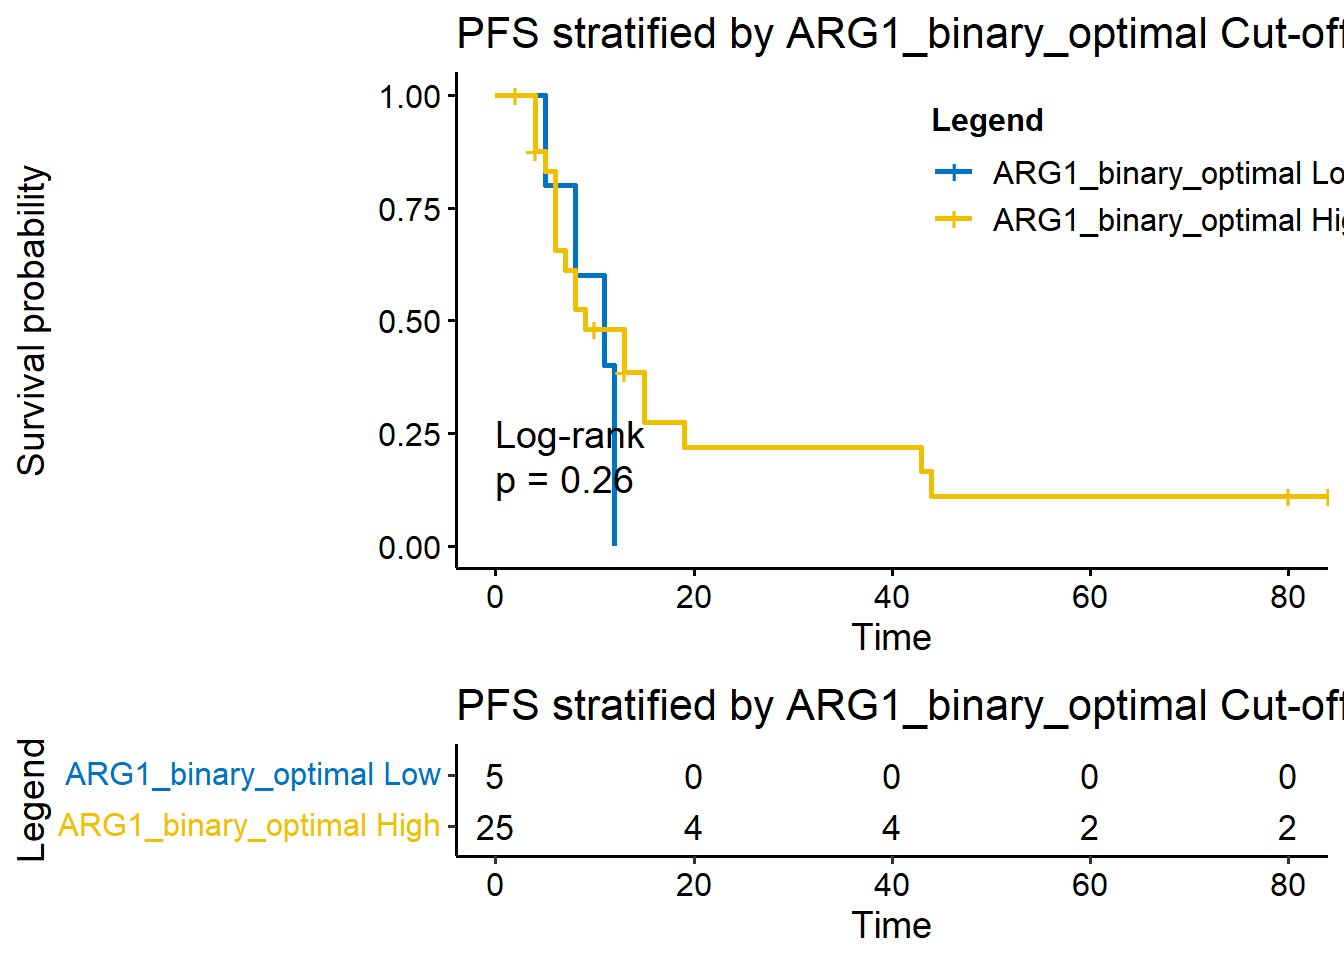 PFS stratified by ARG1_binary_optimal Cut-off
Survival probability
1.00
0.75
0.50
0.25
0.00
Legend
ARG1_binary_optimal Lo
ARG1_binary_optimal Hig
Log-rank
p = 0.26
0 20 40 60 80
Time
PFS stratified by ARG1_binary_optimal Cut-off
Legend
ARG1_binary_optimal Low 5 0 0 0 0
ARG1_binary_optimal High 25 4 4 2 2
0 20 40 60 80
Time